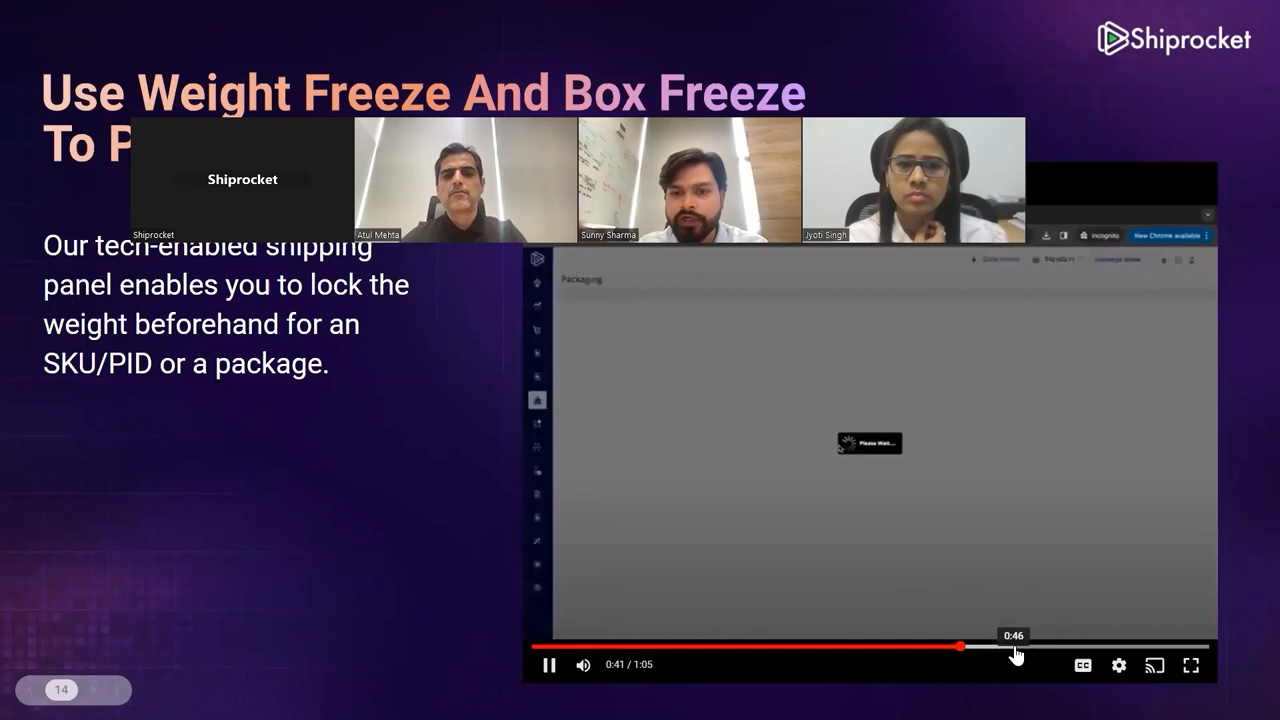 Shiprocket
Use Weight Freeze And Box Freeze
To P
Shiprocket
Shiprocket
Atul Mehta
Sunny Sharma
Jyoti Singh
Our tech-enabled shipping
panel enables you to lock the
weight beforehand for an
SKU/PID or a package.
Incognito
New Chrome available
Packaging
Please Wait...
0:46
0:41 / 1:05
CC
14